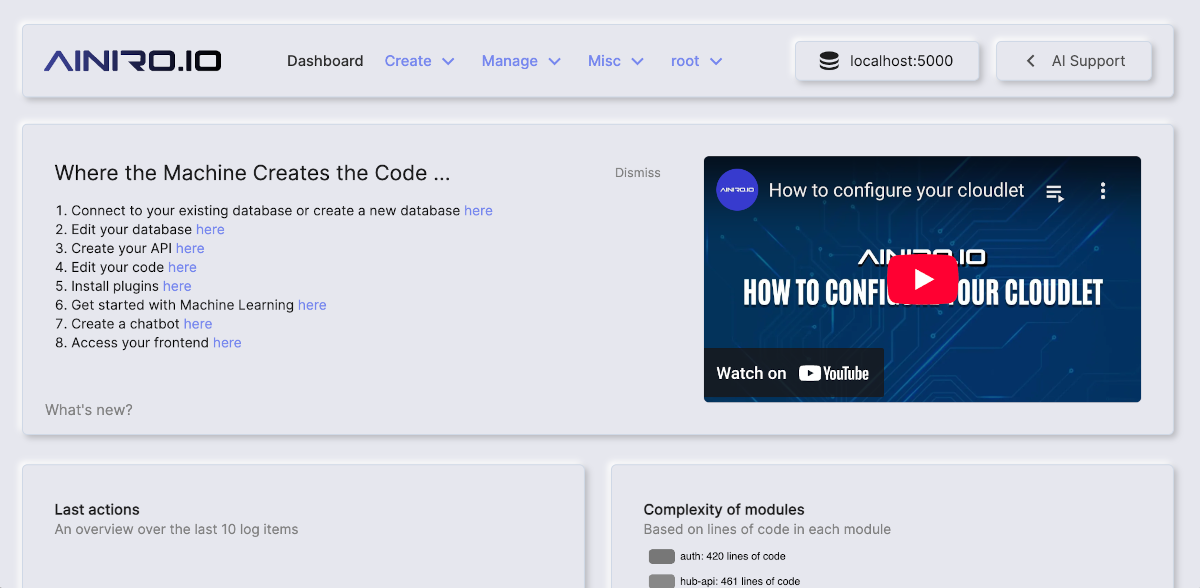 AINIRO.IO
Dashboard Create Manage Misc root localhost:5000 AI Support
Where the Machine Creates the Code ...
Dismiss
1. Connect to your existing database or create a new database here
2. Edit your database here
3. Create your API here
4. Edit your code here
5. Install plugins here
6. Get started with Machine Learning here
7. Create a chatbot here
8. Access your frontend here
What's new?
AINIRO.IO
How to configure your cloudlet
AINIRO.IO
HOW TO YOUR CLOUDLET
Watch on YouTube
Last actions
An overview over the last 10 log items
Complexity of modules
Based on lines of code in each module
auth: 420 lines of code
hub-api: 461 lines of code